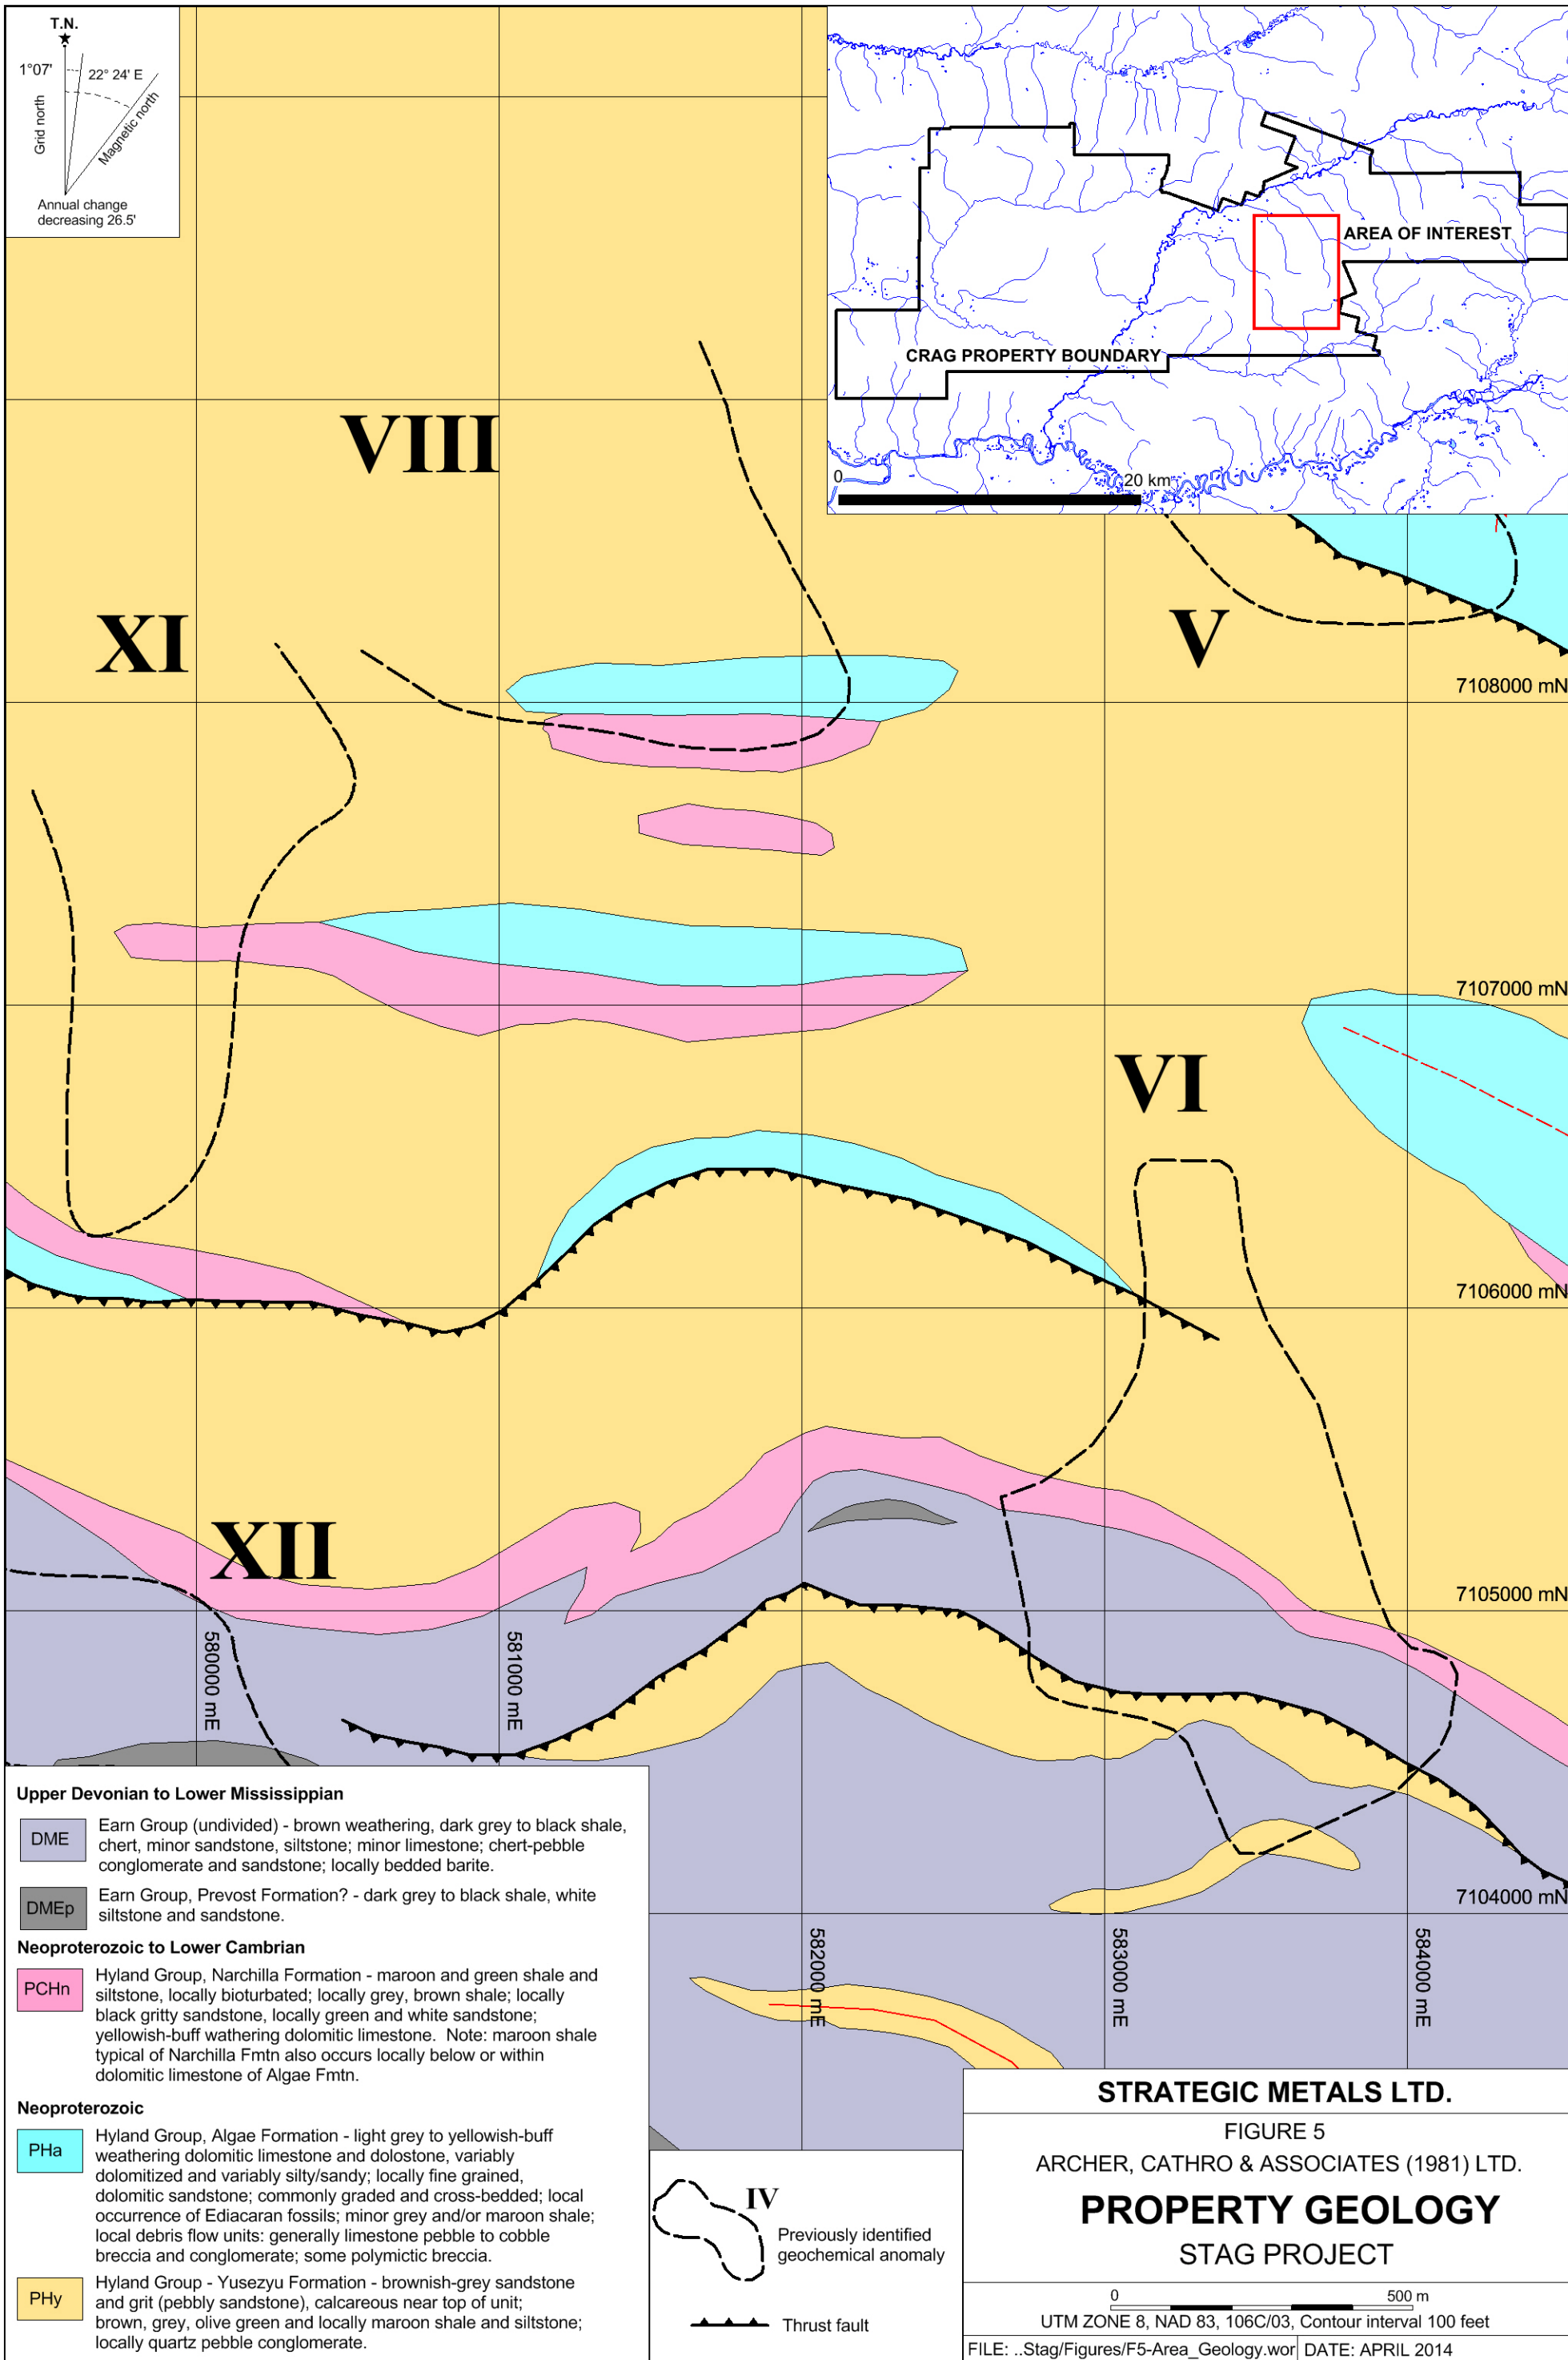 T.N.
1°07'
22° 24' E
Grid north
Magnetic north
Annual change
decreasing 26.5'
AREA OF INTEREST
CRAG PROPERTY BOUNDARY
0
20 km
VIII
XI
V
7108000 mN
7107000 mN
VI
7106000 mN
XII
7105000 mN
580000 mE
581000 mE
7104000 mN
582000 mE
583000 mE
584000 mE
Upper Devonian to Lower Mississippian
DME
Earn Group (undivided) - brown weathering, dark grey to black shale,
chert, minor sandstone, siltstone; minor limestone; chert-pebble
conglomerate and sandstone; locally bedded barite.
DMEp
Earn Group, Prevost Formation? - dark grey to black shale, white
siltstone and sandstone.
Neoproterozoic to Lower Cambrian
PCHn
Hyland Group, Narchilla Formation - maroon and green shale and
siltstone, locally bioturbated; locally grey, brown shale; locally
black gritty sandstone, locally green and white sandstone;
yellowish-buff wathering dolomitic limestone. Note: maroon shale
typical of Narchilla Fmtn also occurs locally below or within
dolomitic limestone of Algae Fmtn.
Neoproterozoic
PHa
Hyland Group, Algae Formation - light grey to yellowish-buff
weathering dolomitic limestone and dolostone, variably
dolomitized and variably silty/sandy; locally fine grained,
dolomitic sandstone; commonly graded and cross-bedded; local
occurrence of Ediacaran fossils; minor grey and/or maroon shale;
local debris flow units: generally limestone pebble to cobble
breccia and conglomerate; some polymictic breccia.
PHy
Hyland Group - Yusezyu Formation - brownish-grey sandstone
and grit (pebbly sandstone), calcareous near top of unit;
brown, grey, olive green and locally maroon shale and siltstone;
locally quartz pebble conglomerate.
IV
Previously identified
geochemical anomaly
Thrust fault
STRATEGIC METALS LTD.
FIGURE 5
ARCHER, CATHRO & ASSOCIATES (1981) LTD.
PROPERTY GEOLOGY
STAG PROJECT
0
500 m
UTM ZONE 8, NAD 83, 106C/03, Contour interval 100 feet
FILE: ..Stag/Figures/F5-Area_Geology.wor
DATE: APRIL 2014